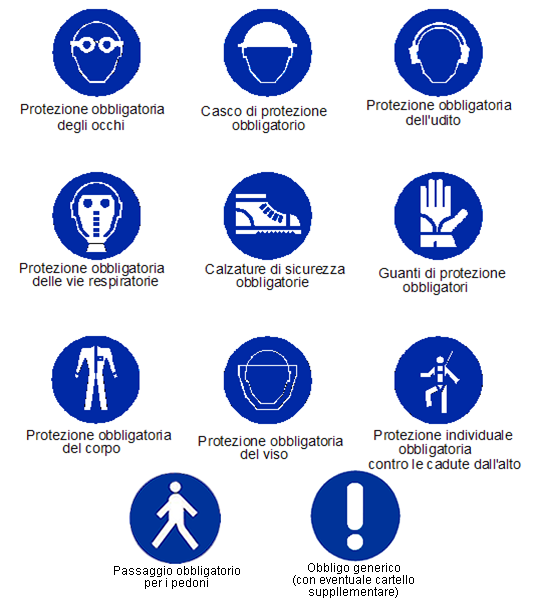 Protezione obbligatoria
degli occhi
Casco di protezione
obbligatorio
Protezione obbligatoria
dell'udito
Protezione obbligatoria
delle vie respiratorie
Calzature di sicurezza
obbligatorie
Guanti di protezione
obbligatori
Protezione obbligatoria
del corpo
Protezione obbligatoria
del viso
Protezione individuale
obbligatoria
contro le cadute dall'alto
Passaggio obbligatorio
per i pedoni
Obbligo generico
(con eventuale cartello
supplementare)